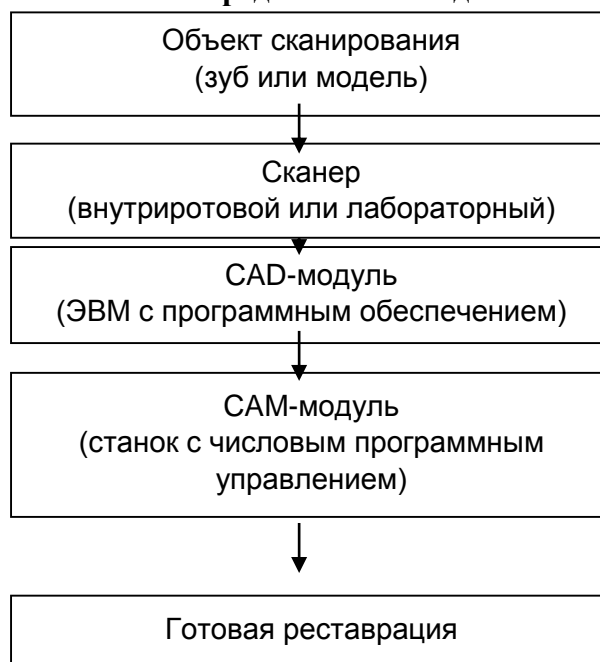 Объект сканирования
(зуб или модель)
Сканер
(внутриротовой или лабораторный)
CAD-модуль
(ЭВМ с программным обеспечением)
CAM-модуль
(станок с числовым программным
управлением)
Готовая реставрация